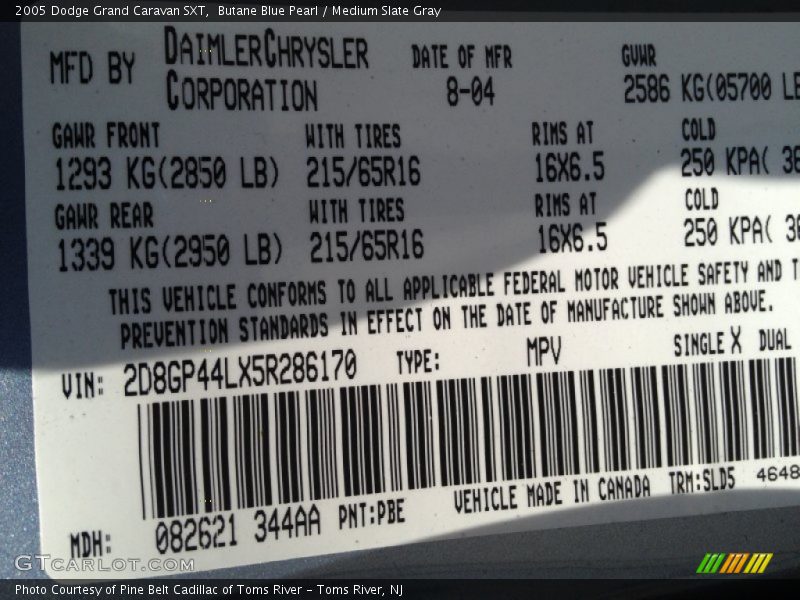 2005 Dodge Grand Caravan SXT, Butane Blue Pearl / Medium Slate Gray
MFD BY DAIMLERCHRYSLER CORPORATION DATE OF MFR 8-04 GVWR 2586 KG(05700 LB
GAWR FRONT WITH TIRES RIMS AT COLD
1293 KG(2850 LB) 215/65R16 16X6.5 250 KPA( 36
GAWR REAR WITH TIRES RIMS AT COLD
1339 KG(2950 LB) 215/65R16 16X6.5 250 KPA( 36
THIS VEHICLE CONFORMS TO ALL APPLICABLE FEDERAL MOTOR VEHICLE SAFETY AND T
PREVENTION STANDARDS IN EFFECT ON THE DATE OF MANUFACTURE SHOWN ABOVE.
VIN: 2D8GP44LX5R286170 TYPE: MPV SINGLE X DUAL
MDH: 082621 344AA PNT:PBE VEHICLE MADE IN CANADA TRM:SLD5 4648
GTCARLOT.COM
Photo Courtesy of Pine Belt Cadillac of Toms River – Toms River, NJ